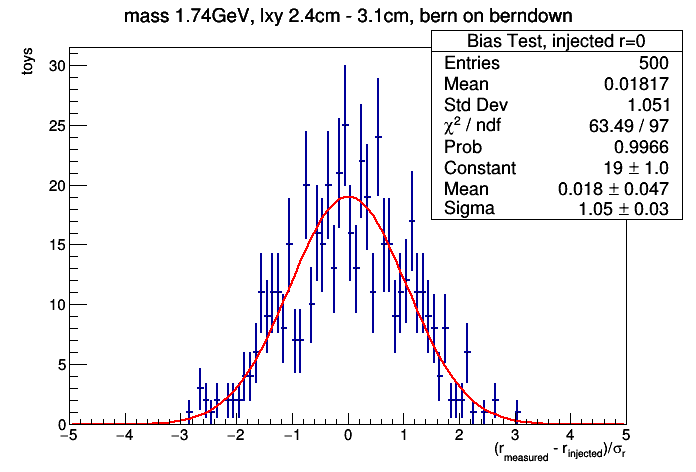 mass 1.74GeV, lxy 2.4cm - 3.1cm, bern on berndown
toys
Bias Test, injected r=0
Entries 500
Mean 0.01817
Std Dev 1.051
χ² / ndf 63.49 / 97
Prob 0.9966
Constant 19 ± 1.0
Mean 0.018 ± 0.047
Sigma 1.05 ± 0.03
30
25
20
15
10
5
0
−5 −4 −3 −2 −1 0 1 2 3 4 5
(r_measured - r_injected)/σ_r